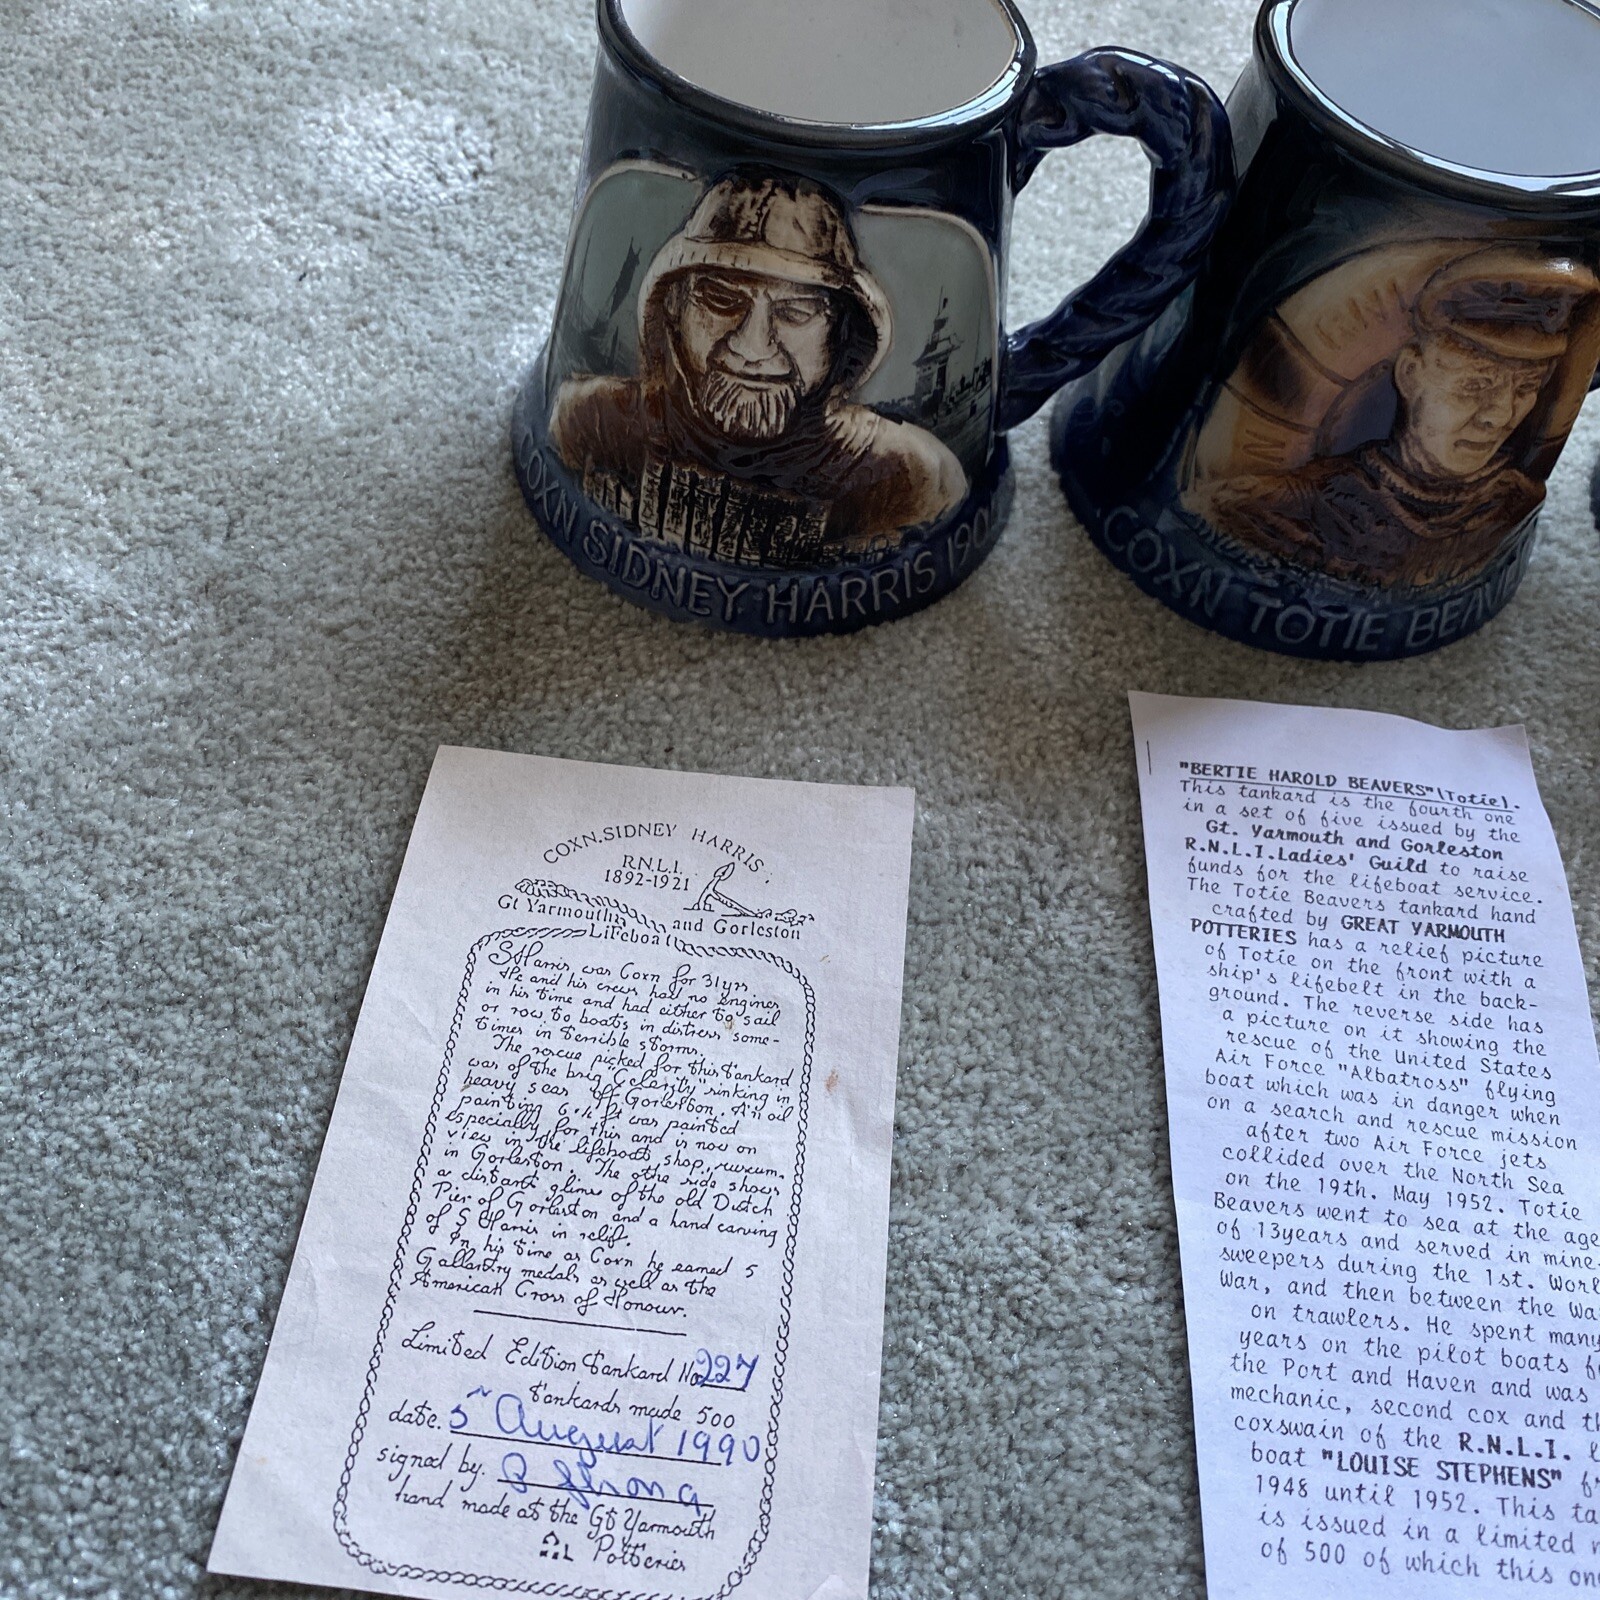 COXN SIDNEY HARRIS 190
COXN TOTIE BEAV
COXN.SIDNEY HARRIS
R.N.L.I.
1892-1921
Gt Yarmouth and Gorleston
Lifeboat
S Harris was Coxn for 31 yrs.
He and his crews had no engines
in his time and had either to sail
or row to boats in distress some-
times in terrible storms.
The rescue picked for this tankard
was of the brig "Celerity" sinking in
heavy seas off Gorleston. An oil
painting 6.4 ft was painted
especially for this and is now on
view in the lifeboat shop, museum.
in Gorleston. The othe side shows
a distant glims of the old Dutch
Pier of Gorleston and a hand carving
of S Harris in relief.
In his time as Coxn he earned 5
Gallantry medals as well as the
American Cross of Honour.
Limited Edition Tankard No 227
Tankards made 500
date. 5th August 1990
signed by.
hand made at the Gt Yarmouth
Potteries
"BERTIE HAROLD BEAVERS"(Totie).
This tankard is the fourth one
in a set of five issued by the
Gt. Yarmouth and Gorleston
R.N.L.I.Ladies' Guild to raise
funds for the lifeboat service.
The Totie Beavers tankard hand
crafted by GREAT YARMOUTH
POTTERIES has a relief picture
of Totie on the front with a
ship's lifebelt in the back-
ground. The reverse side has
a picture on it showing the
rescue of the United States
Air Force "Albatross" flying
boat which was in danger when
on a search and rescue mission
after two Air Force jets
collided over the North Sea
on the 19th. May 1952. Totie
Beavers went to sea at the age
of 13years and served in mine-
sweepers during the 1st. Worl
War, and then between the Wa
on trawlers. He spent many
years on the pilot boats f
the Port and Haven and was
mechanic, second cox and th
coxswain of the R.N.L.I. l
boat "LOUISE STEPHENS" fr
1948 until 1952. This ta
is issued in a limited n
of 500 of which this one